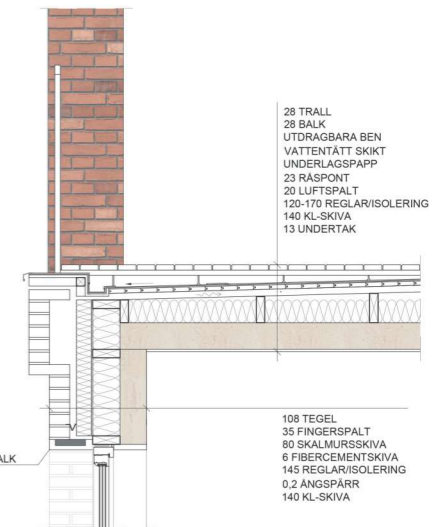 28 TRALL
28 BALK
UTDRAGBARA BEN
VATTENTÄTT SKIKT
UNDERLAGSPAPP
23 RÅSPONT
20 LUFTSPALT
120-170 REGLAR/ISOLERING
140 KL-SKIVA
13 UNDERTAK
108 TEGEL
35 FINGERSPALT
80 SKALMURSSKIVA
6 FIBERCEMENTSKIVA
145 REGLAR/ISOLERING
0,2 ÅNGSPÄRR
140 KL-SKIVA
ALK